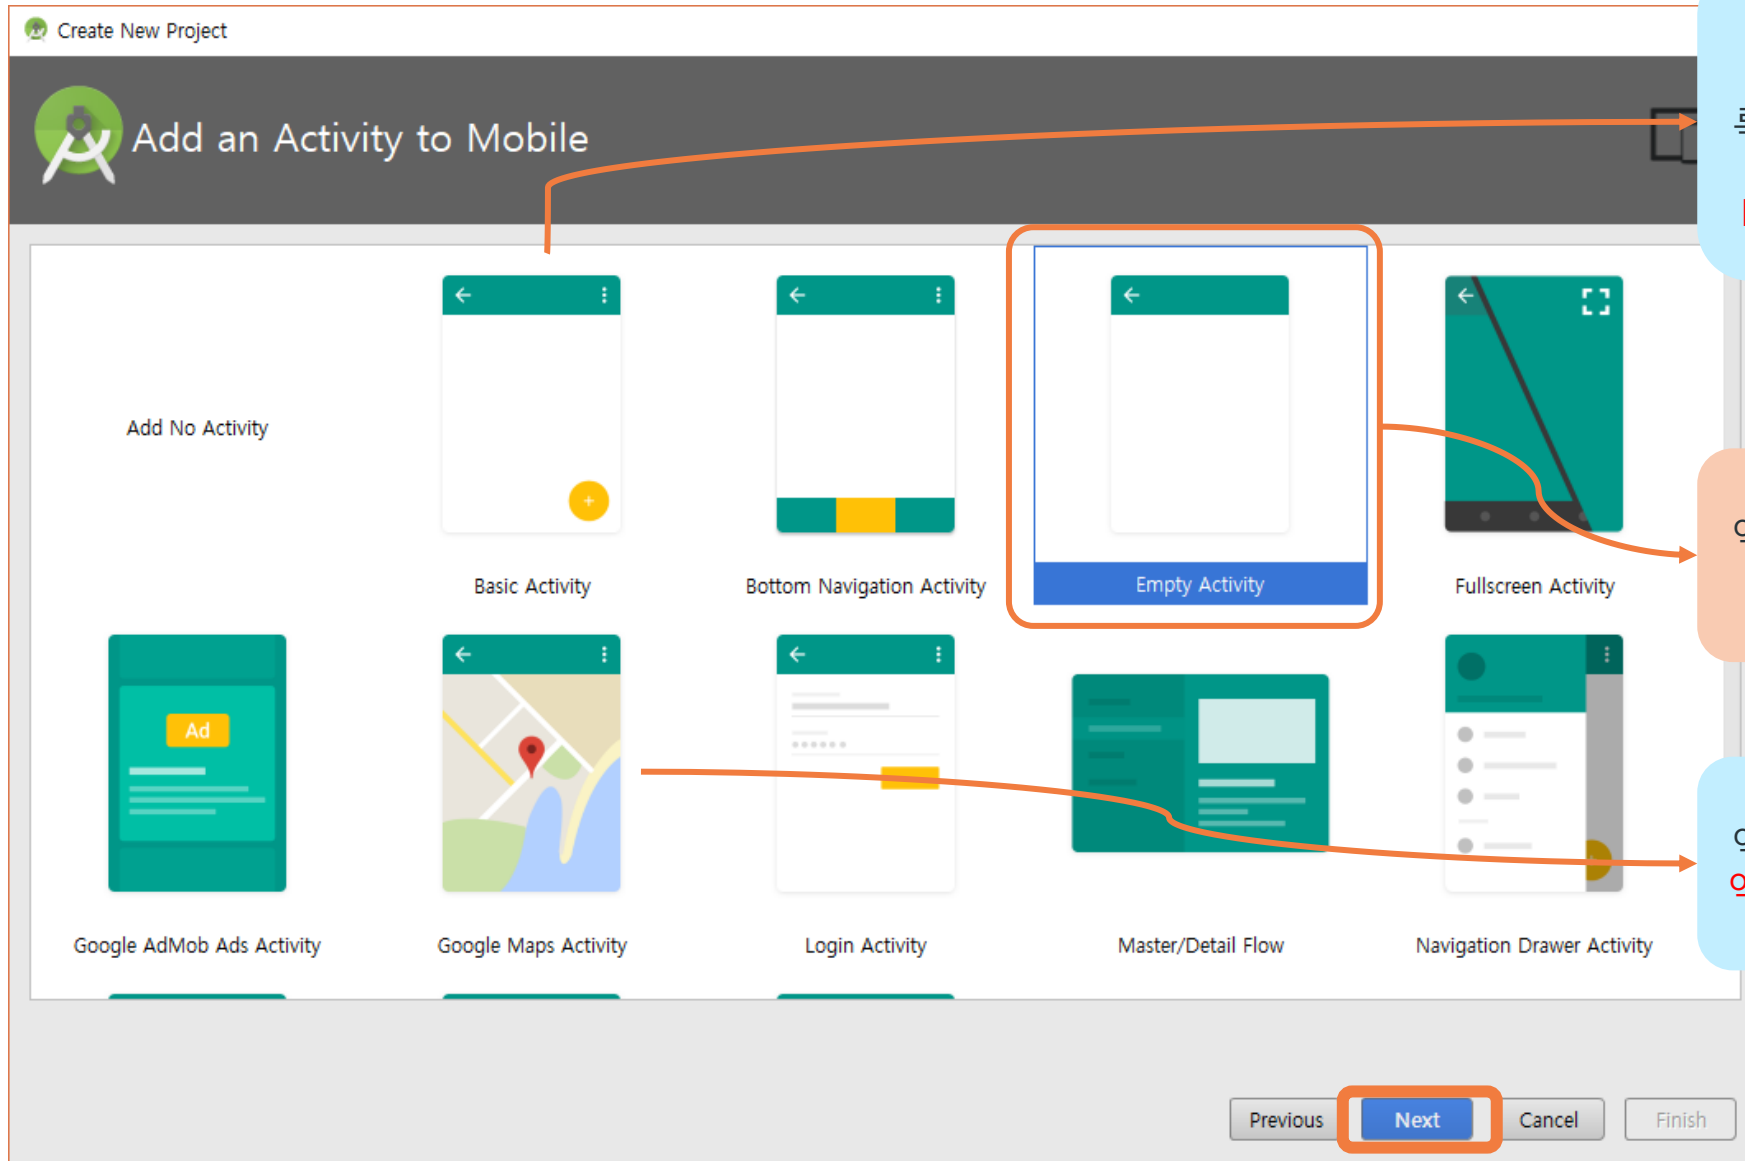 Create New Project
Add an Activity to Mobile
Add No Activity
Basic Activity
Bottom Navigation Activity
Empty Activity
Fullscreen Activity
Ad
Google AdMob Ads Activity
Google Maps Activity
Login Activity
Master/Detail Flow
Navigation Drawer Activity
Previous
Next
Cancel
Finish